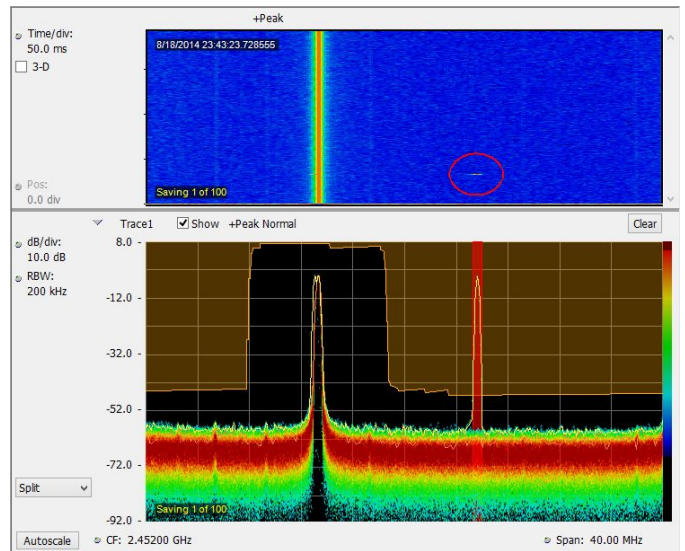 +Peak
Time/div:
50.0 ms
3-D
8/18/2014 23:43:23.728555
Pos:
0.0 div
Saving 1 of 100
Trace1 Show +Peak Normal Clear
dB/div:
10.0 dB
RBW:
200 kHz
8.0
-12.0
-32.0
-52.0
-72.0
-92.0
Split
Saving 1 of 100
Autoscale CF: 2.45200 GHz Span: 40.00 MHz